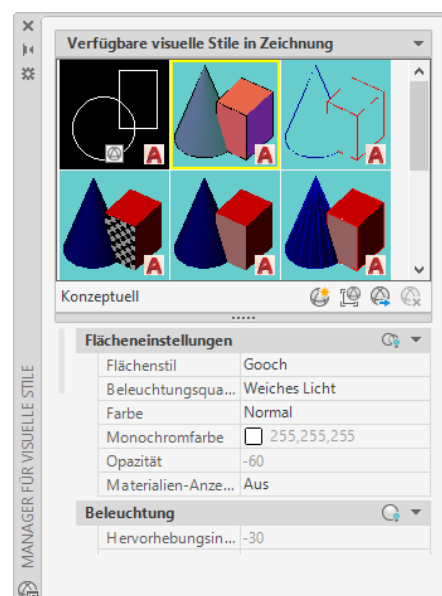 Verfügbare visuelle Stile in Zeichnung
A
A
A
A
A
A
Konzeptuell
Flächeneinstellungen
Flächenstil Gooch
Beleuchtungsqua... Weiches Licht
Farbe Normal
Monochromfarbe 255,255,255
Opazität -60
Materialien-Anze... Aus
Beleuchtung
Hervorhebungsin... -30
MANAGER FÜR VISUELLE STILE